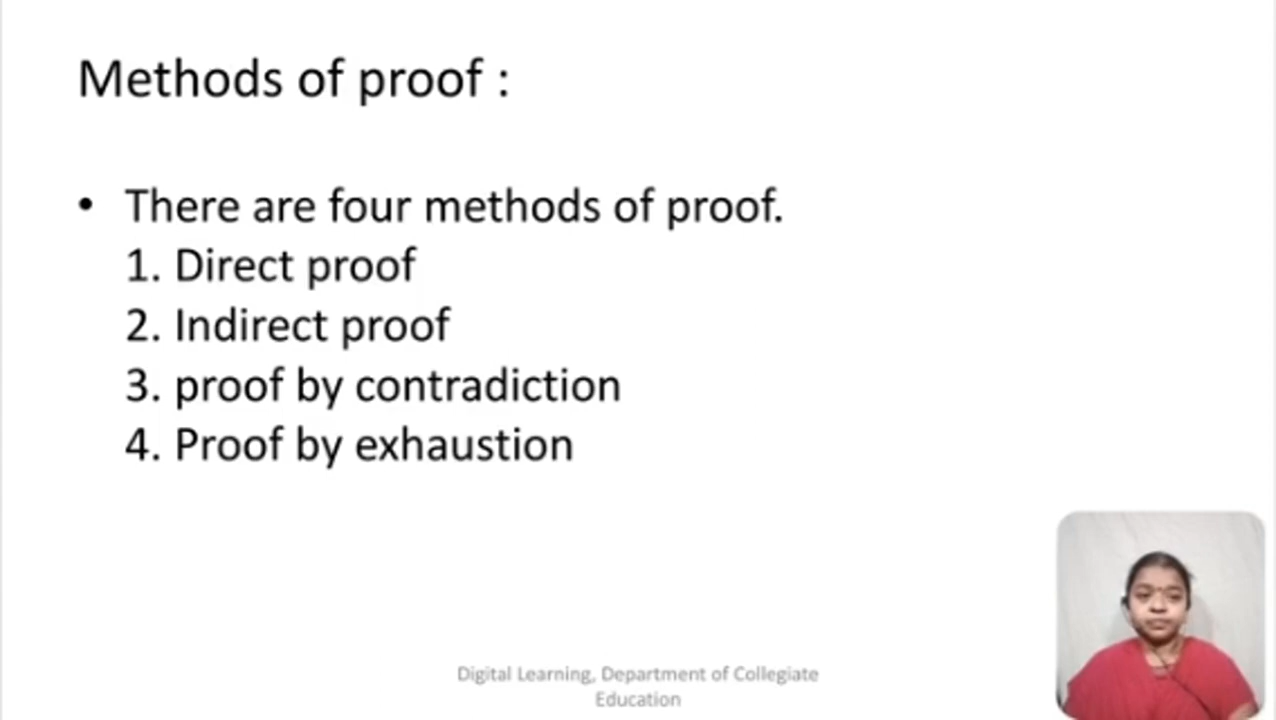 Methods of proof :
• There are four methods of proof.
1. Direct proof
2. Indirect proof
3. proof by contradiction
4. Proof by exhaustion
Digital Learning, Department of Collegiate
Education